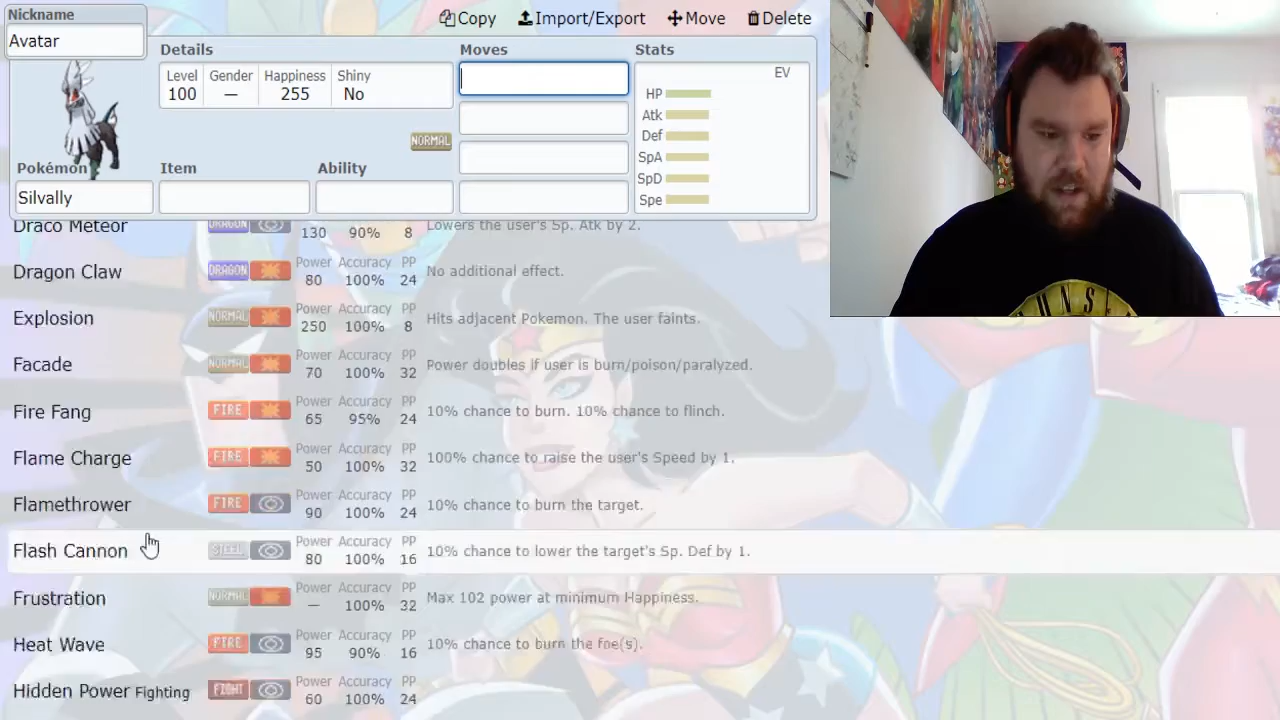 Nickname
Avatar
Copy Import/Export Move Delete
Details
Moves
Stats
Level Gender Happiness Shiny
100 — 255 No
EV
HP
Atk
Def
SpA
SpD
Spe
NORMAL
Pokémon
Item
Ability
Silvally
Draco Meteor DRAGON 130 90% 8 Lowers the user's Sp. Atk by 2.
Dragon Claw DRAGON Power Accuracy PP
80 100% 24 No additional effect.
Explosion NORMAL Power Accuracy PP
250 100% 8 Hits adjacent Pokemon. The user faints.
Facade NORMAL Power Accuracy PP
70 100% 32 Power doubles if user is burn/poison/paralyzed.
Fire Fang FIRE Power Accuracy PP
65 95% 24 10% chance to burn. 10% chance to flinch.
Flame Charge FIRE Power Accuracy PP
50 100% 32 100% chance to raise the user's Speed by 1.
Flamethrower FIRE Power Accuracy PP
90 100% 24 10% chance to burn the target.
Flash Cannon STEEL Power Accuracy PP
80 100% 16 10% chance to lower the target's Sp. Def by 1.
Frustration NORMAL Power Accuracy PP
— 100% 32 Max 102 power at minimum Happiness.
Heat Wave FIRE Power Accuracy PP
95 90% 16 10% chance to burn the foe(s).
Hidden Power Fighting FIGHT Power Accuracy PP
60 100% 24
GUNS